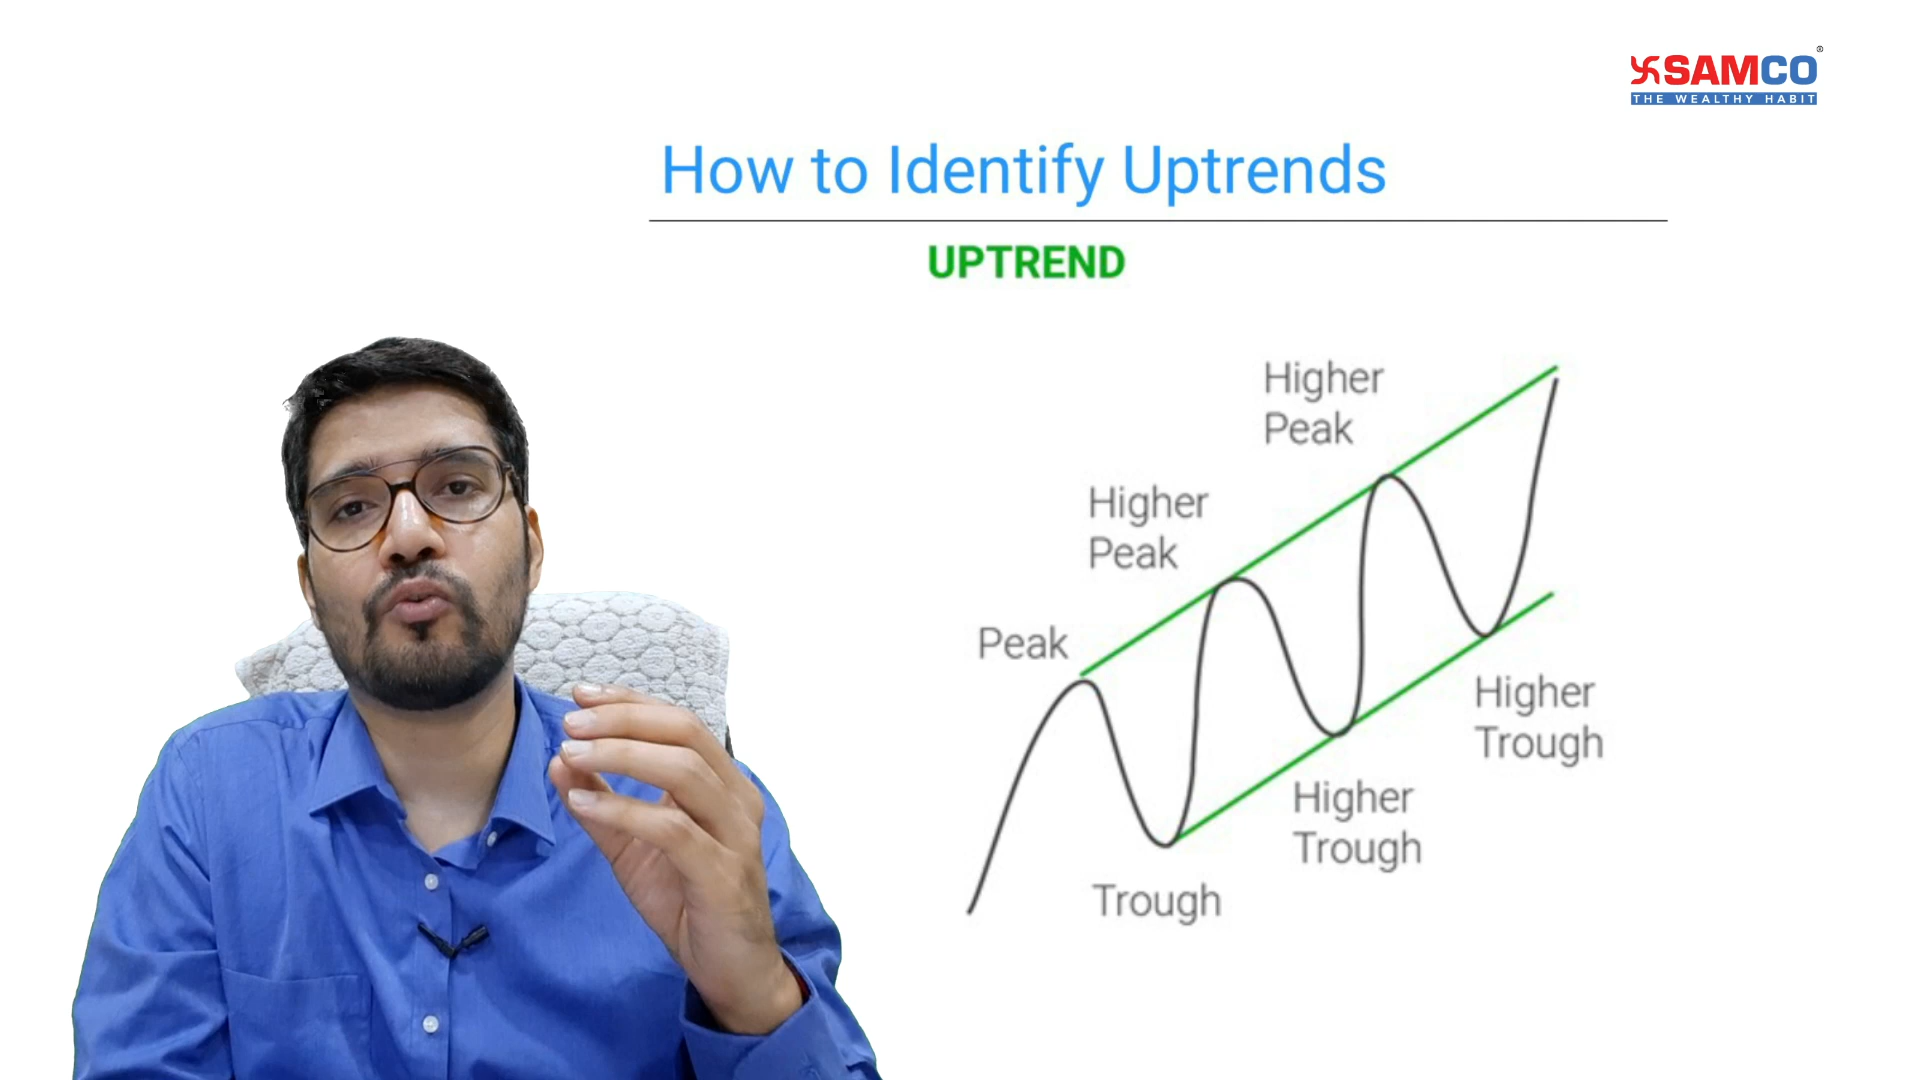 SAMCO®
THE WEALTHY HABIT
How to Identify Uptrends
UPTREND
Higher
Peak
Higher
Peak
Peak
Higher
Trough
Higher
Trough
Trough